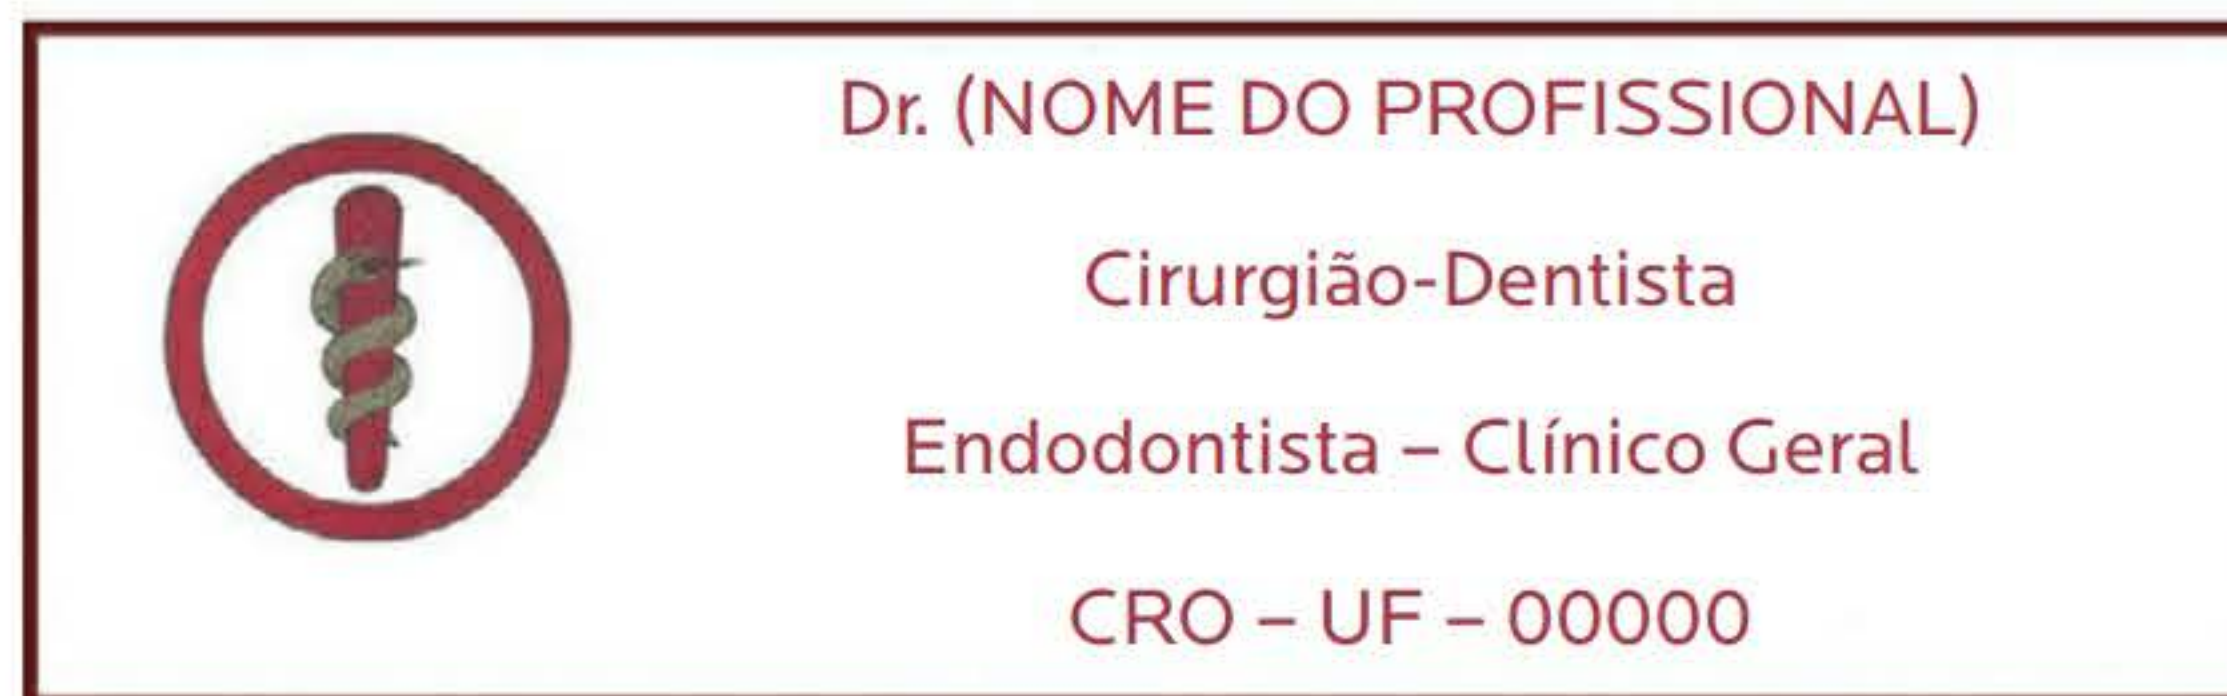 Dr. (NOME DO PROFISSIONAL)
Cirurgião-Dentista
Endodontista – Clínico Geral
CRO – UF – 00000